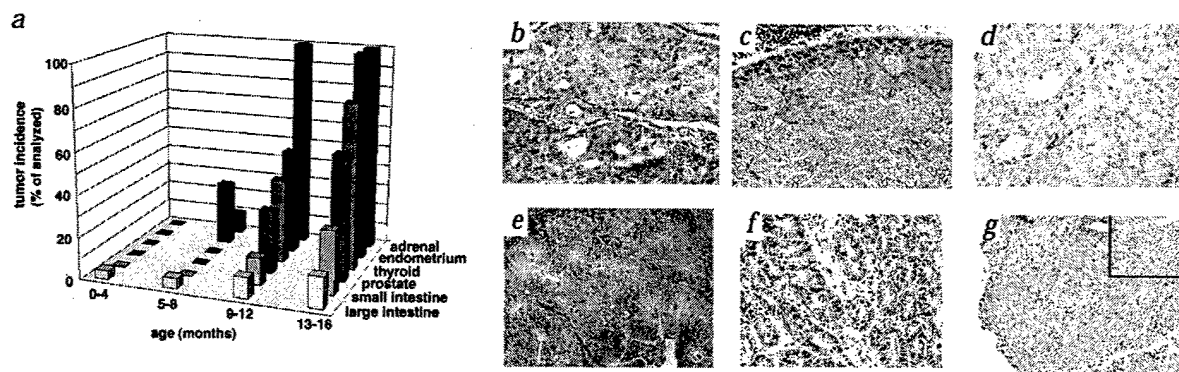 a
100
80
60
40
20
0
tumor incidence
(% of analyzed)
0-4
5-8
9-12
13-16
age (months)
adrenal
endometrium
thyroid
prostate
small intestine
large intestine
b
c
d
e
f
g